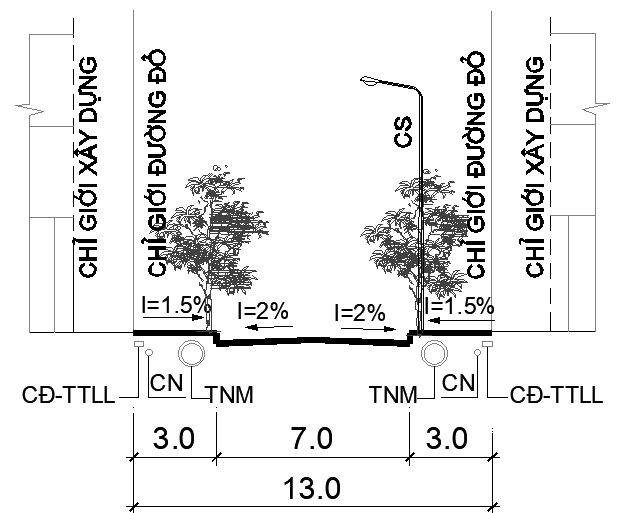 CHỈ GIỚI XÂY DỰNG
CHỈ GIỚI ĐƯỜNG ĐỎ
CS
CHỈ GIỚI ĐƯỜNG ĐỎ
CHỈ GIỚI XÂY DỰNG
I=1.5%
I=2%
I=2%
I=1.5%
CĐ-TTLL
CN
TNM
TNM
CN
CĐ-TTLL
3.0
7.0
3.0
13.0